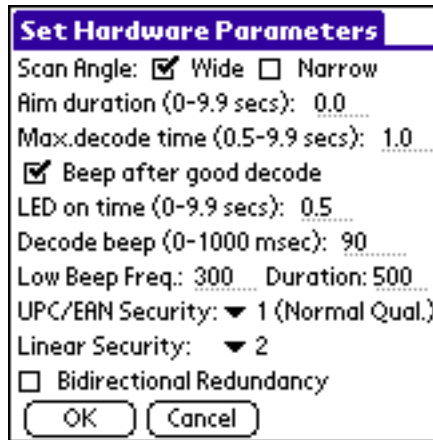 Set Hardware Parameters
Scan Angle: Wide Narrow
Aim duration (0-9.9 secs): 0.0
Max.decode time (0.5-9.9 secs): 1.0
Beep after good decode
LED on time (0-9.9 secs): 0.5
Decode beep (0-1000 msec): 90
Low Beep Freq.: 300 Duration: 500
UPC/EAN Security: 1 (Normal Qual.)
Linear Security: 2
Bidirectional Redundancy
OK Cancel